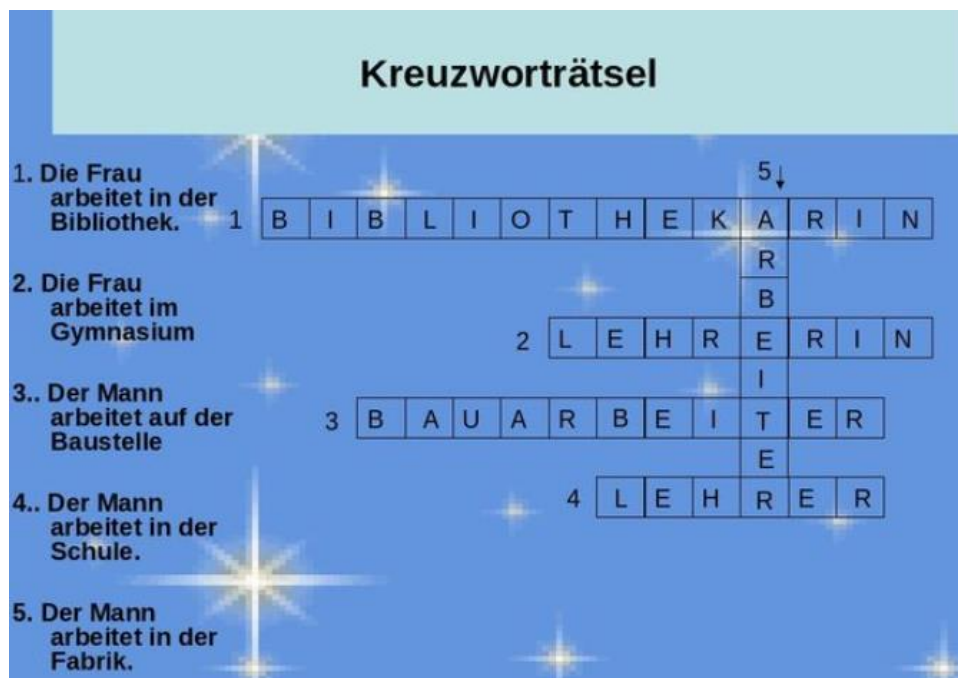 Kreuzworträtsel
1. Die Frau
arbeitet in der
Bibliothek.
2. Die Frau
arbeitet im
Gymnasium
3.. Der Mann
arbeitet auf der
Baustelle
4.. Der Mann
arbeitet in der
Schule.
5. Der Mann
arbeitet in der
Fabrik.
5↓
1 B I B L I O T H E K A R I N
R
B
2 L E H R E R I N
I
3 B A U A R B E I T E R
E
4 L E H R E R